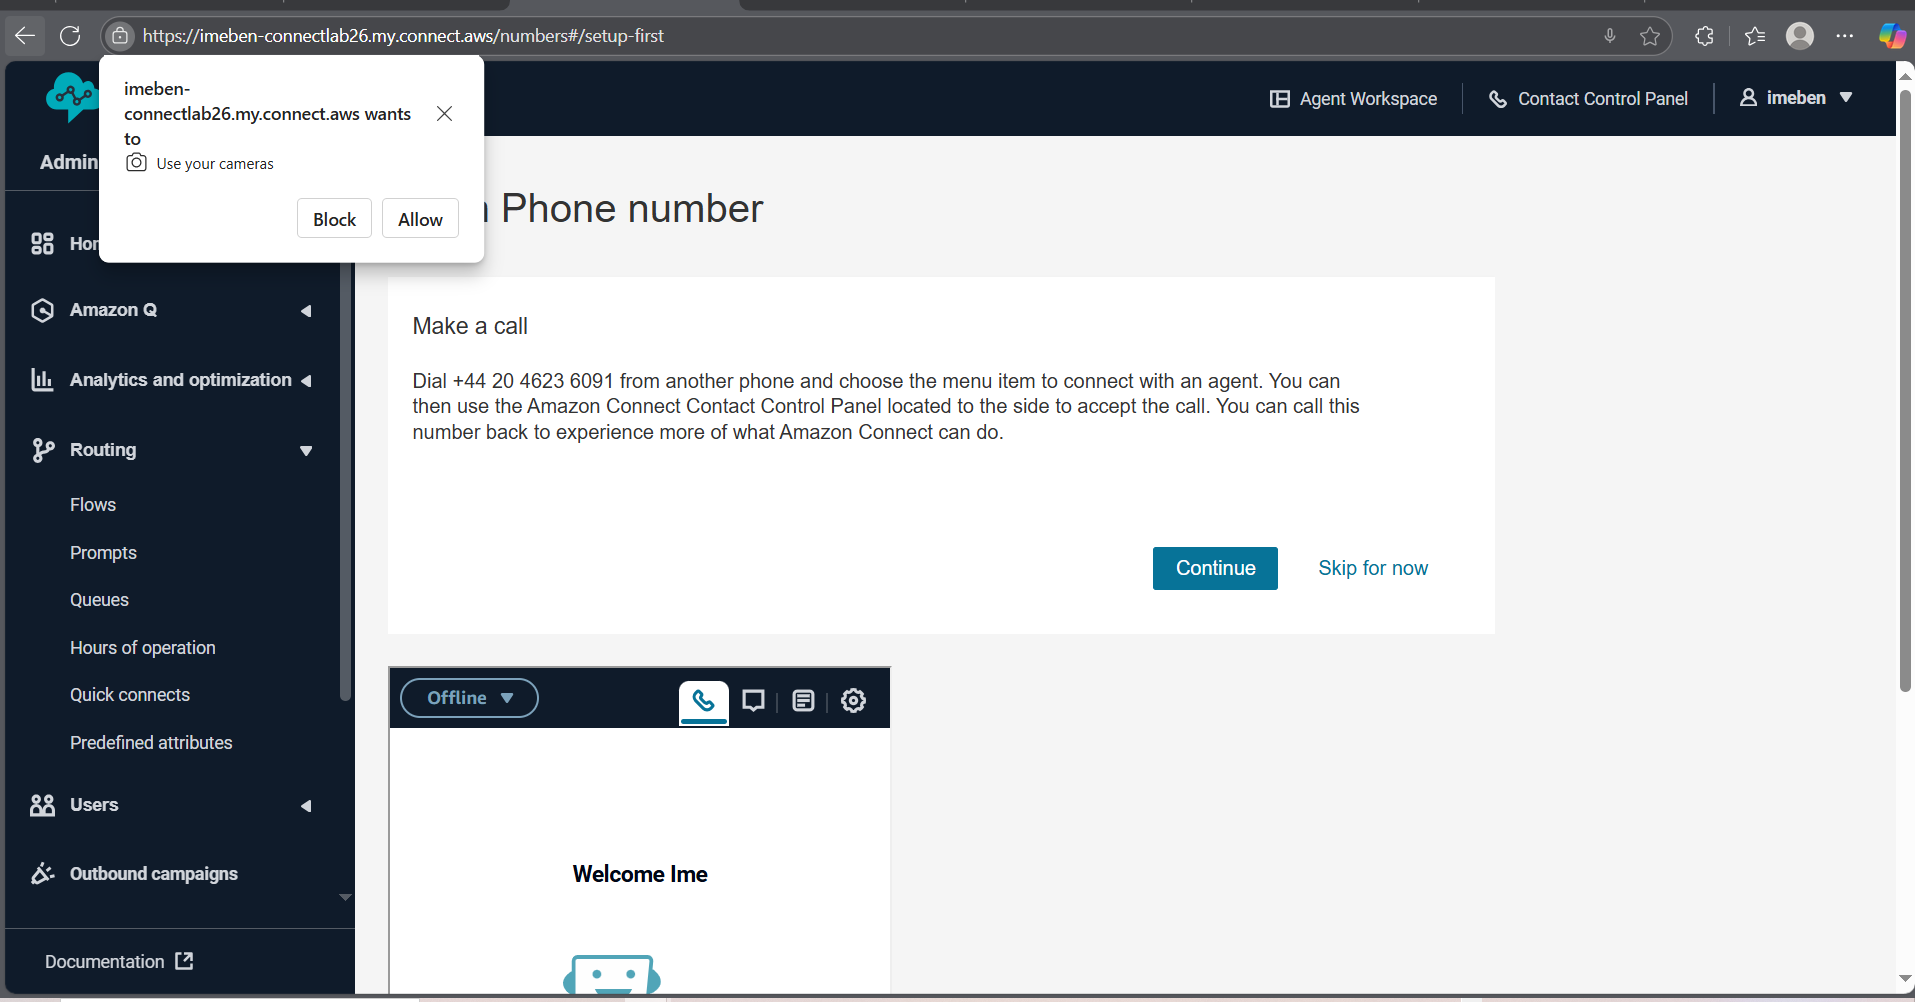 https://imeben-connectlab26.my.connect.aws/numbers#/setup-first
imeben-
connectlab26.my.connect.aws wants
to
Use your cameras
Block
Allow
Agent Workspace
Contact Control Panel
imeben
Admin
Amazon Q
Analytics and optimization
Routing
Flows
Prompts
Queues
Hours of operation
Quick connects
Predefined attributes
Users
Outbound campaigns
Documentation
Phone number
Make a call
Dial +44 20 4623 6091 from another phone and choose the menu item to connect with an agent. You can
then use the Amazon Connect Contact Control Panel located to the side to accept the call. You can call this
number back to experience more of what Amazon Connect can do.
Continue
Skip for now
Offline
Welcome Ime